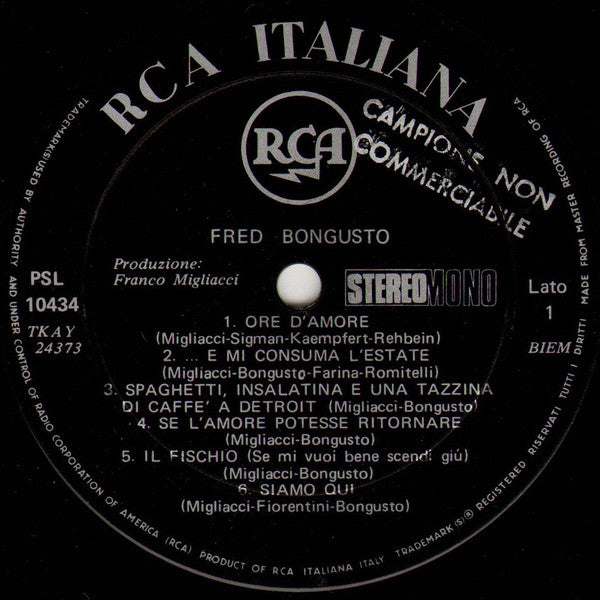 RCA ITALIANA
RCA
CAMPIONE NON
COMMERCIABILE
FRED BONGUSTO
Produzione:
Franco Migliacci
PSL
10434
TKAY
24373
STEREOMONO
Lato
1
BIEM
1. ORE D'AMORE
(Migliacci-Sigman-Kaempfert-Rehbein)
2. ... E MI CONSUMA L'ESTATE
(Migliacci-Bongusto-Farina-Romitelli)
3. SPAGHETTI, INSALATINA E UNA TAZZINA
DI CAFFE' A DETROIT (Migliacci-Bongusto)
4. SE L'AMORE POTESSE RITORNARE
(Migliacci-Bongusto)
5. IL FISCHIO (Se mi vuoi bene scendi giú)
(Migliacci-Bongusto)
6. SIAMO QUI
(Migliacci-Fiorentini-Bongusto)
TRADEMARK(S) USED BY AUTHORITY AND UNDER CONTROL OF RADIO CORPORATION OF AMERICA (RCA) PRODUCT OF RCA ITALIANA ITALY TRADEMARK(S)® REGISTERED RISERVATI TUTTI I DIRITTI MADE FROM MASTER RECORDING OF RCA